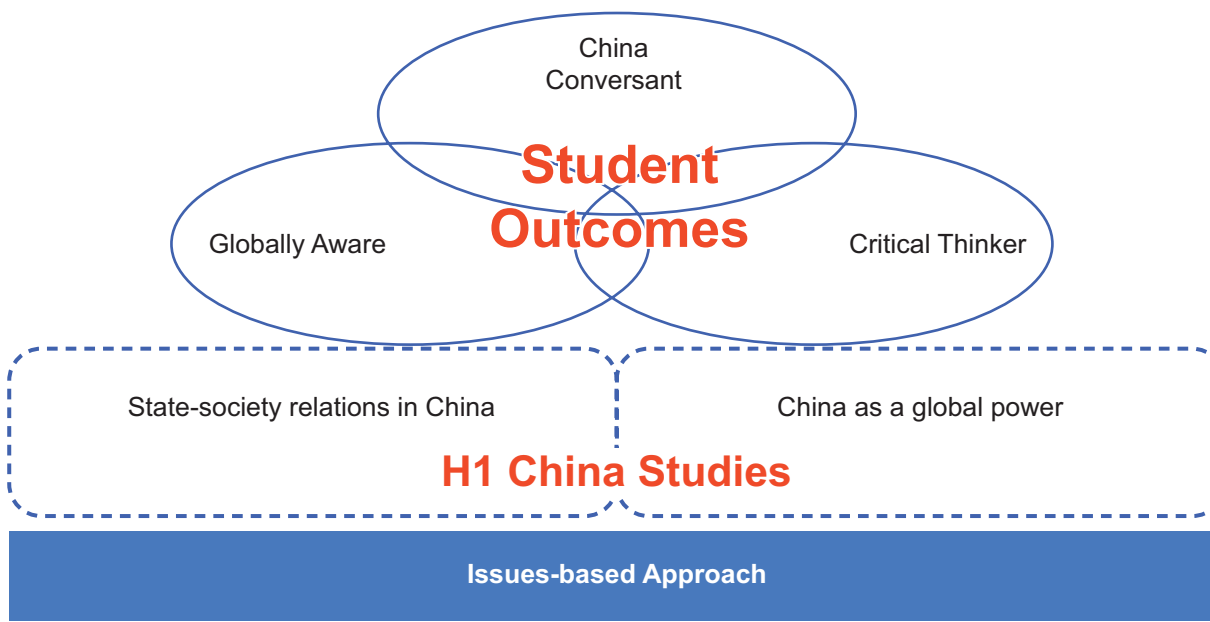 China
Conversant
Student
Outcomes
Globally Aware
Critical Thinker
State-society relations in China
China as a global power
H1 China Studies
Issues-based Approach